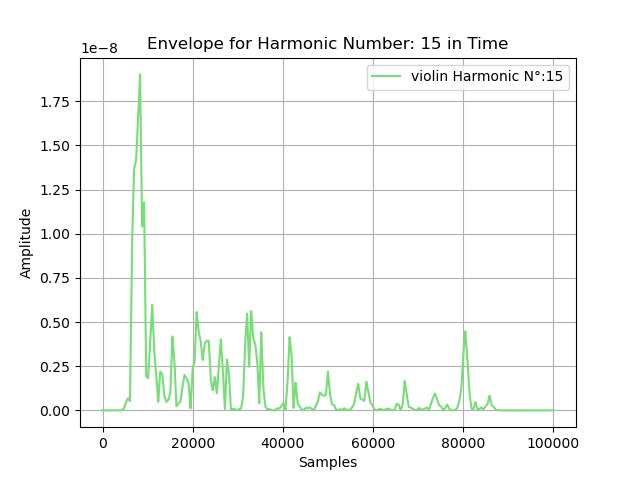 Envelope for Harmonic Number: 15 in Time
1e−8
violin Harmonic N°:15
1.75
1.50
1.25
1.00
0.75
0.50
0.25
0.00
Amplitude
0 20000 40000 60000 80000 100000
Samples